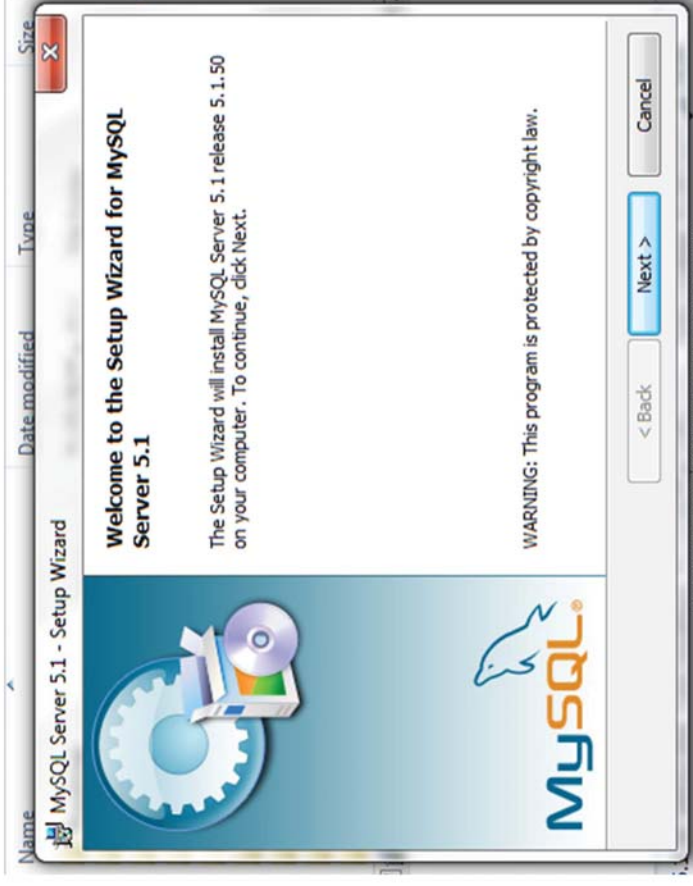 Name Date modified Type Size
MySQL Server 5.1 - Setup Wizard
Welcome to the Setup Wizard for MySQL
Server 5.1
The Setup Wizard will install MySQL Server 5.1 release 5.1.50
on your computer. To continue, click Next.
WARNING: This program is protected by copyright law.
MySQL®
< Back Next > Cancel